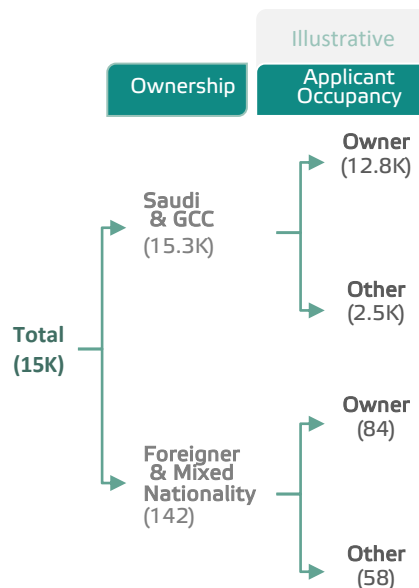 Illustrative
Ownership
Applicant
Occupancy
Owner
(12.8K)
Saudi
& GCC
(15.3K)
Other
(2.5K)
Total
(15K)
Owner
(84)
Foreigner
& Mixed
Nationality
(142)
Other
(58)